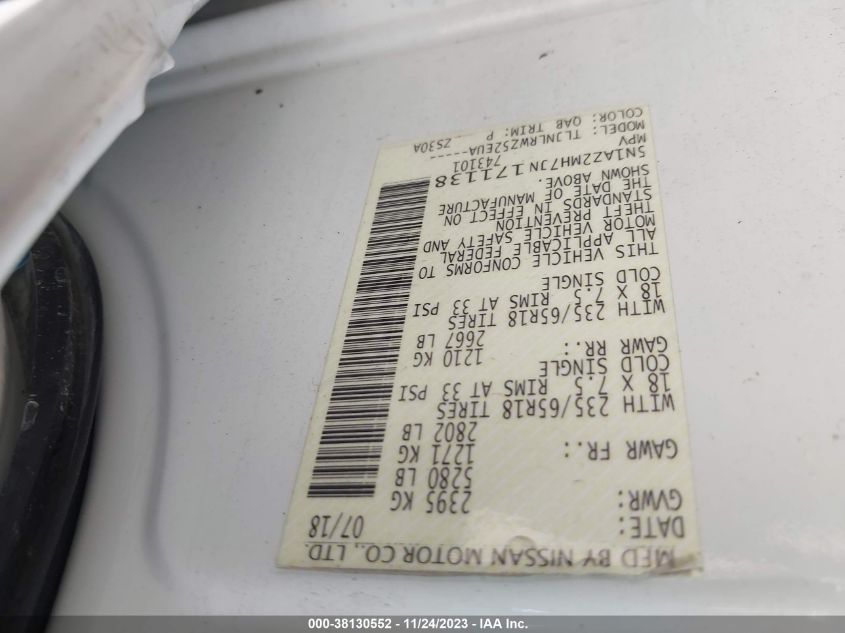 MFD BY NISSAN MOTOR CO., LTD.
DATE: 07/18
GVWR: 2395 KG
5280 LB
GAWR FR: 1271 KG
2802 LB
WITH 235/65R18 TIRES
18 X 7.5 RIMS AT 33 PSI
COLD SINGLE
GAWR RR: 1210 KG
2667 LB
WITH 235/65R18 TIRES
18 X 7.5 RIMS AT 33 PSI
COLD SINGLE
THIS VEHICLE CONFORMS TO
ALL APPLICABLE FEDERAL
MOTOR VEHICLE SAFETY AND
THEFT PREVENTION
STANDARDS IN EFFECT ON
THE DATE OF MANUFACTURE
SHOWN ABOVE.
5N1AZ2MH7JN171138
743101
MPV
MODEL: TLJNLRWZ52EUA-----
COLOR: QAB TRIM: P ZS30A
000-38130552 - 11/24/2023 - IAA Inc.